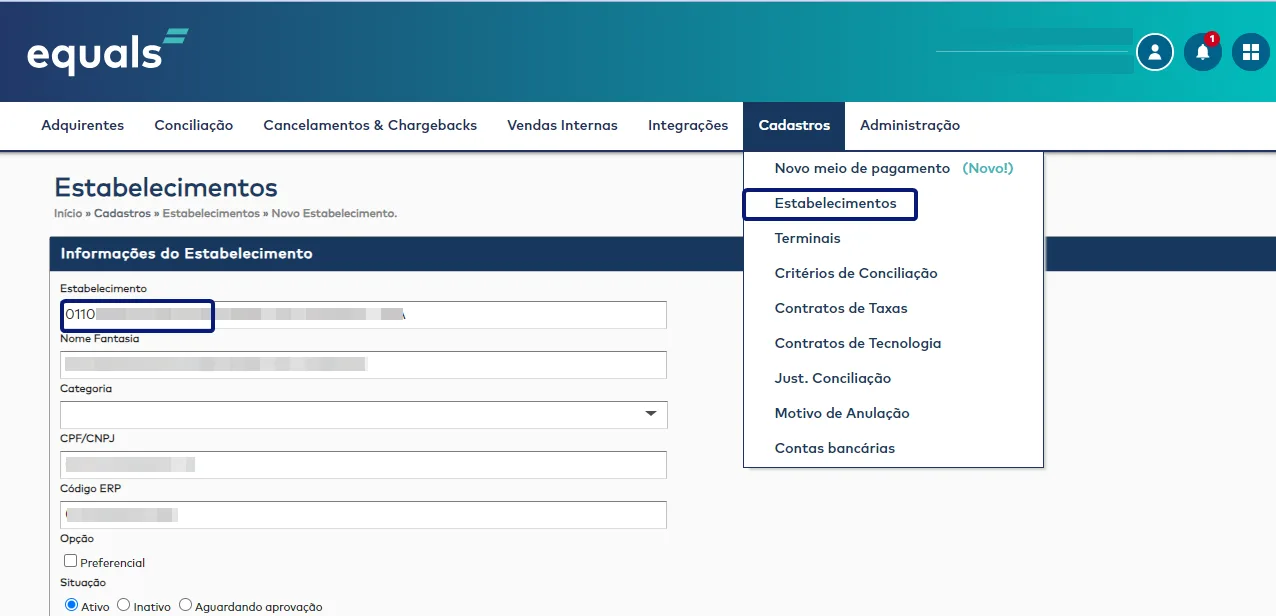 equals
1
Adquirentes Conciliação Cancelamentos & Chargebacks Vendas Internas Integrações Cadastros Administração
Novo meio de pagamento (Novo!)
Estabelecimentos
Terminais
Critérios de Conciliação
Contratos de Taxas
Contratos de Tecnologia
Just. Conciliação
Motivo de Anulação
Contas bancárias
Estabelecimentos
Início » Cadastros » Estabelecimentos » Novo Estabelecimento.
Informações do Estabelecimento
Estabelecimento
0110
Nome Fantasia
Categoria
CPF/CNPJ
Código ERP
Opção
Preferencial
Situação
Ativo Inativo Aguardando aprovação